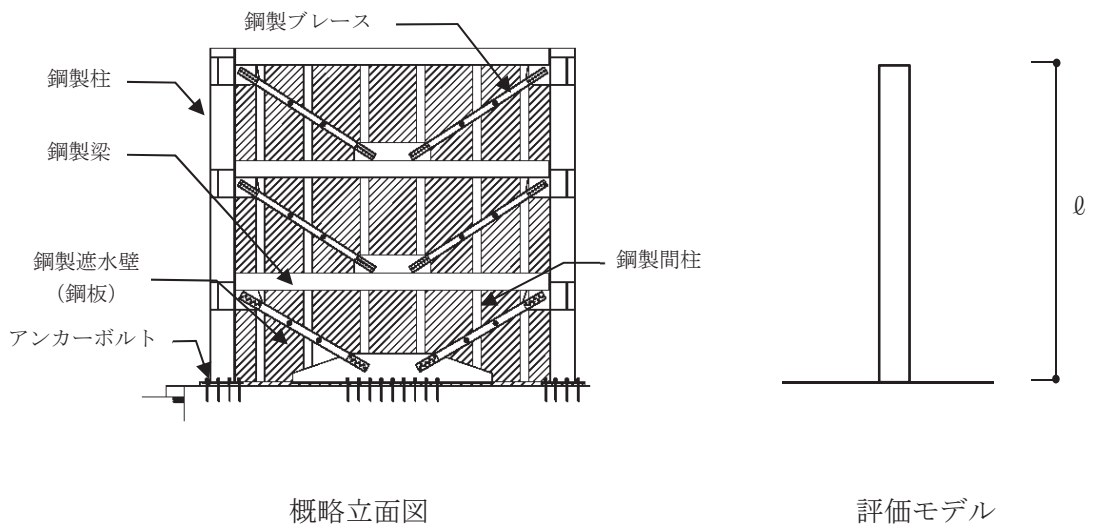 鋼製ブレース
鋼製柱
鋼製梁
鋼製遮水壁
（鋼板）
アンカーボルト
鋼製間柱
ℓ
概略立面図
評価モデル